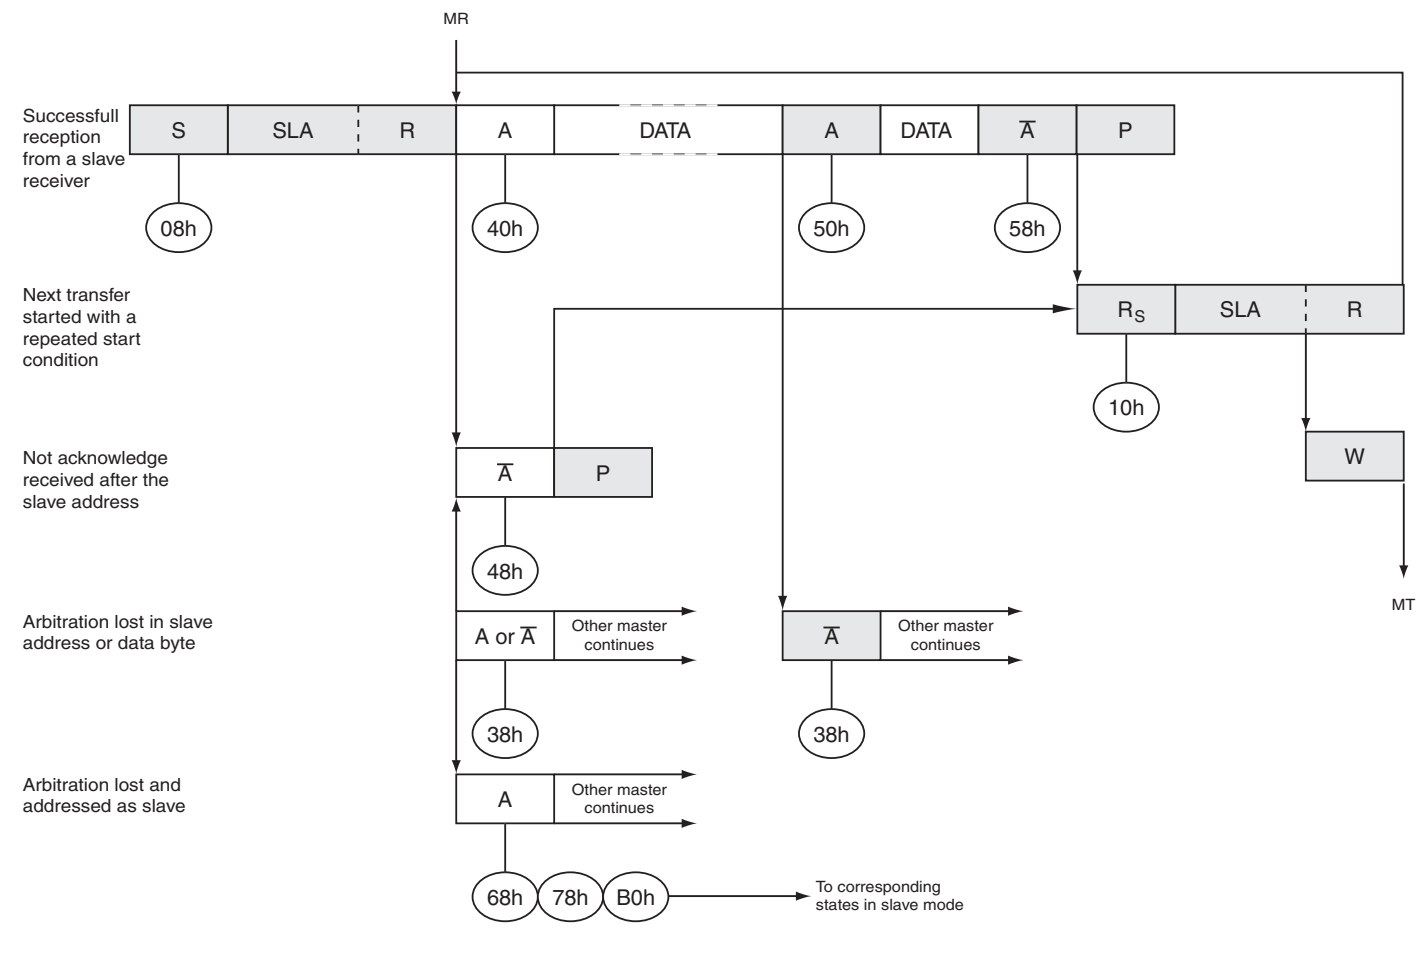 MR
Successfull
reception
from a slave
receiver
S SLA R A DATA A DATA A̅ P
08h 40h 50h 58h
Next transfer
started with a
repeated start
condition
RS SLA R
10h
Not acknowledge
received after the
slave address
A̅ P
W
48h
MT
Arbitration lost in slave
address or data byte
A or A̅
Other master
continues
A̅
Other master
continues
38h 38h
Arbitration lost and
addressed as slave
A
Other master
continues
68h 78h B0h
To corresponding
states in slave mode